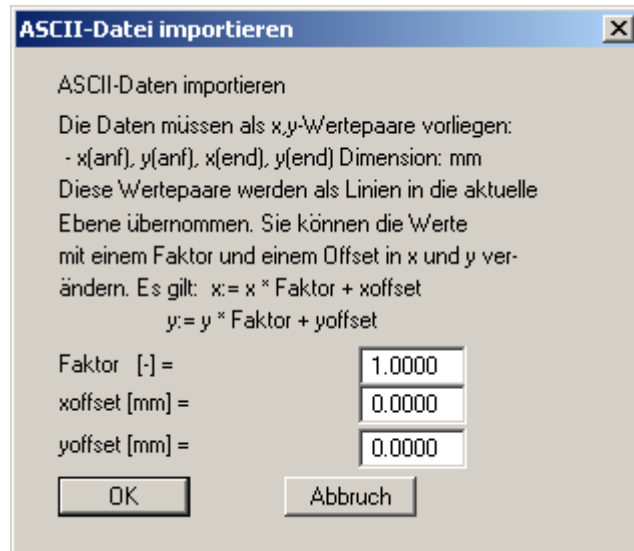 ASCII-Datei importieren
ASCII-Daten importieren
Die Daten müssen als x,y-Wertepaare vorliegen:
- x(anf), y(anf), x(end), y(end) Dimension: mm
Diese Wertepaare werden als Linien in die aktuelle
Ebene übernommen. Sie können die Werte
mit einem Faktor und einem Offset in x und y ver-
ändern. Es gilt: x:= x * Faktor + xoffset
y:= y * Faktor + yoffset
Faktor [-] = 1.0000
xoffset [mm] = 0.0000
yoffset [mm] = 0.0000
OK Abbruch